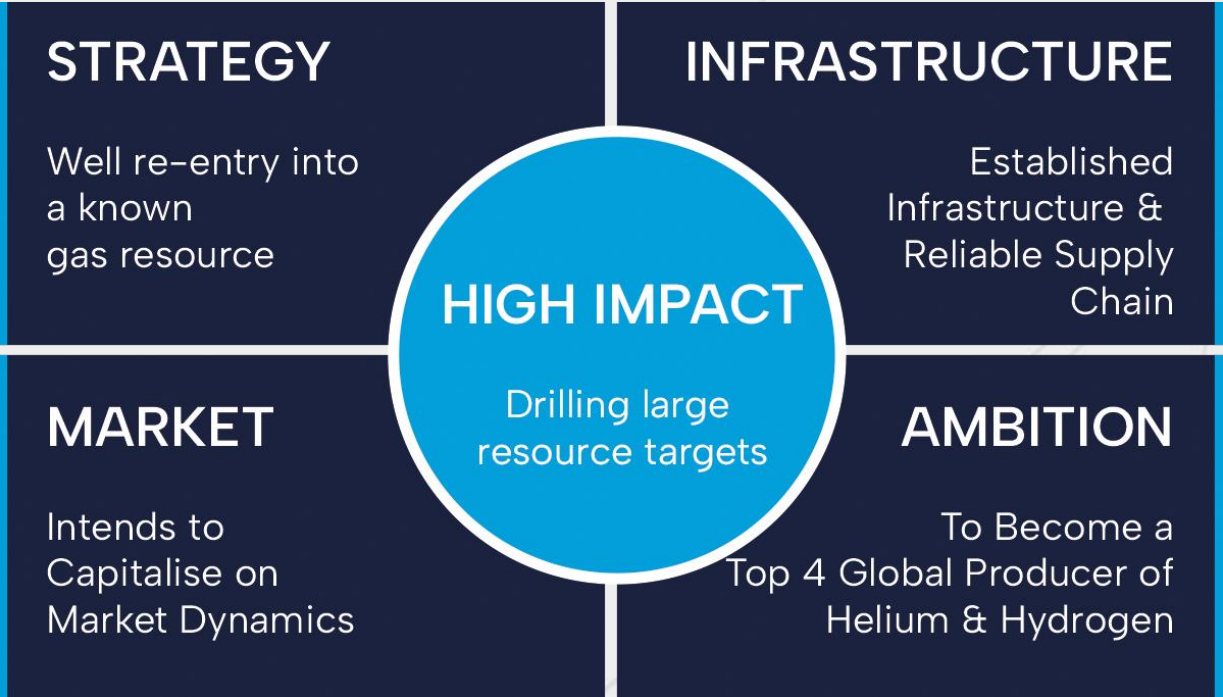 STRATEGY
Well re-entry into
a known
gas resource
INFRASTRUCTURE
Established
Infrastructure &
Reliable Supply
Chain
HIGH IMPACT
Drilling large
resource targets
MARKET
Intends to
Capitalise on
Market Dynamics
AMBITION
To Become a
Top 4 Global Producer of
Helium & Hydrogen